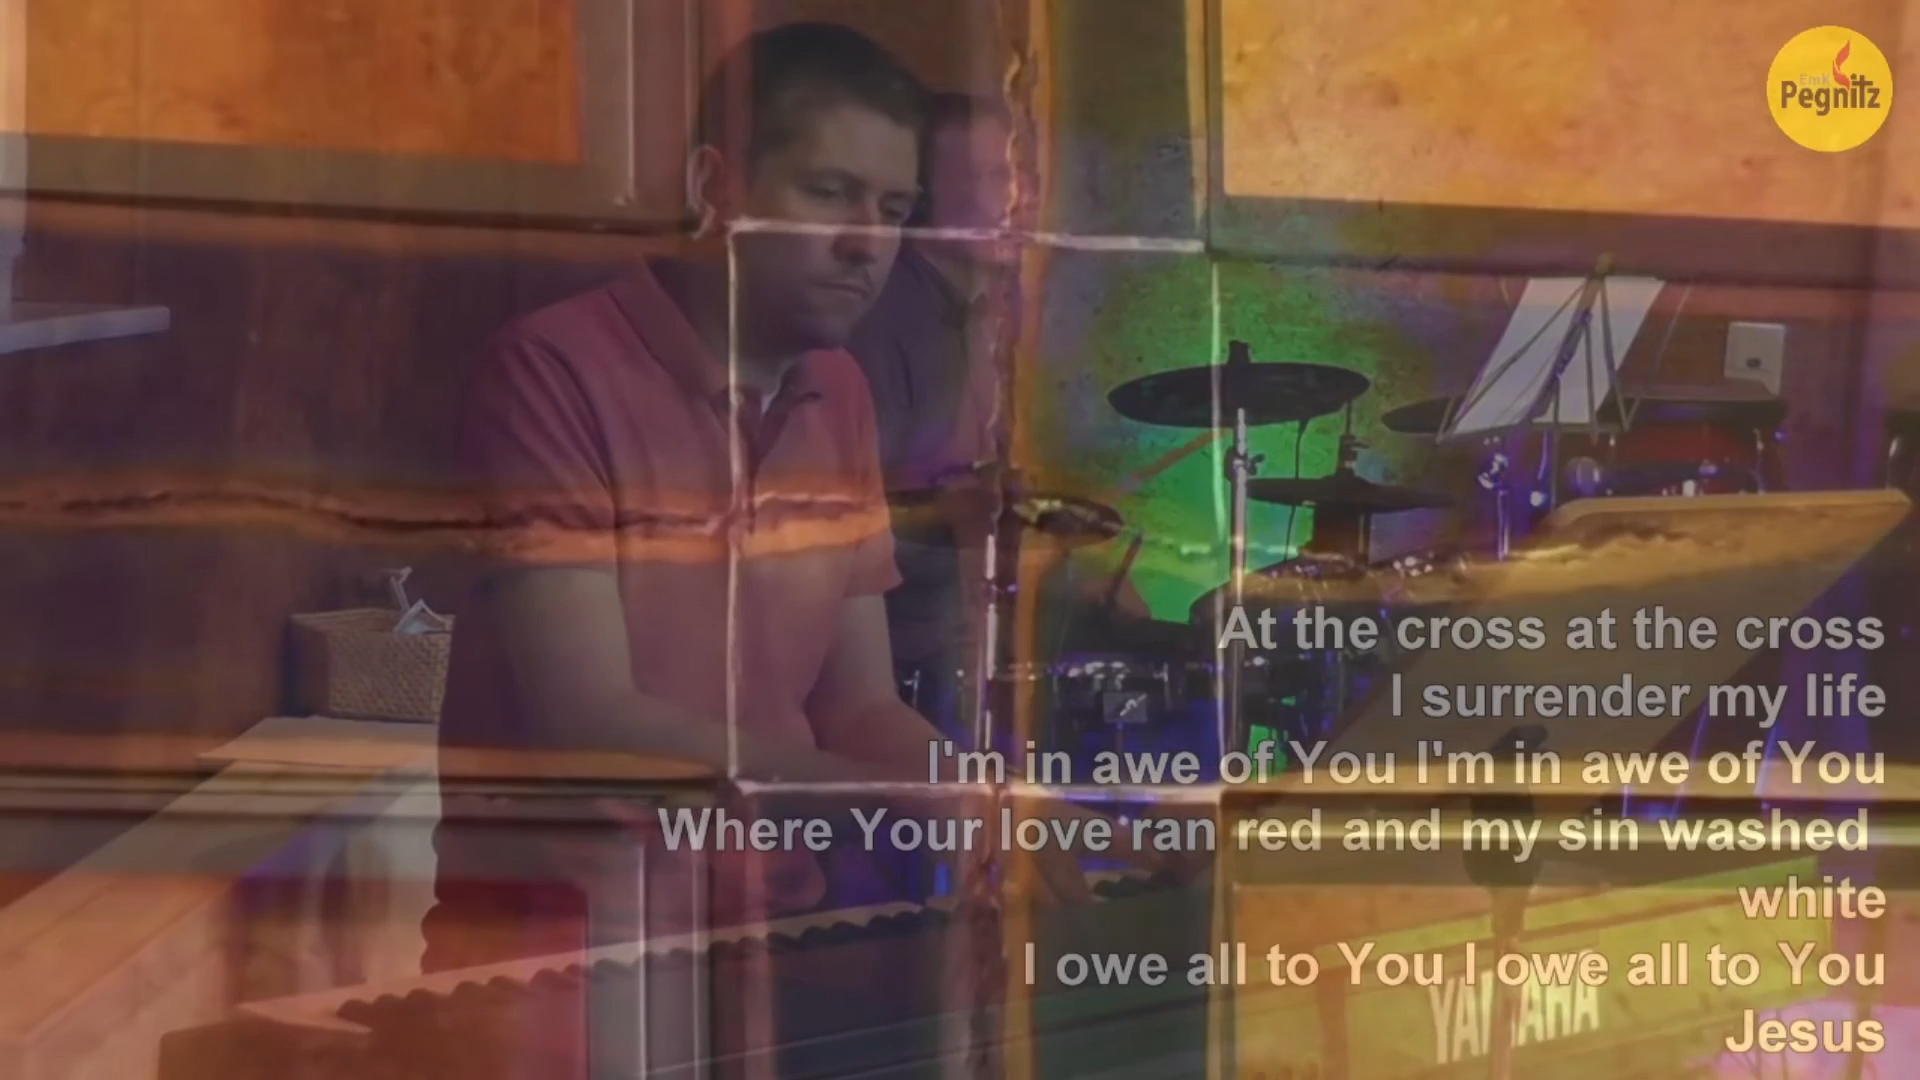 Emk
Pegnitz
At the cross at the cross
I surrender my life
I'm in awe of You I'm in awe of You
Where Your love ran red and my sin washed
white
I owe all to You I owe all to You
Jesus
YAMAHA